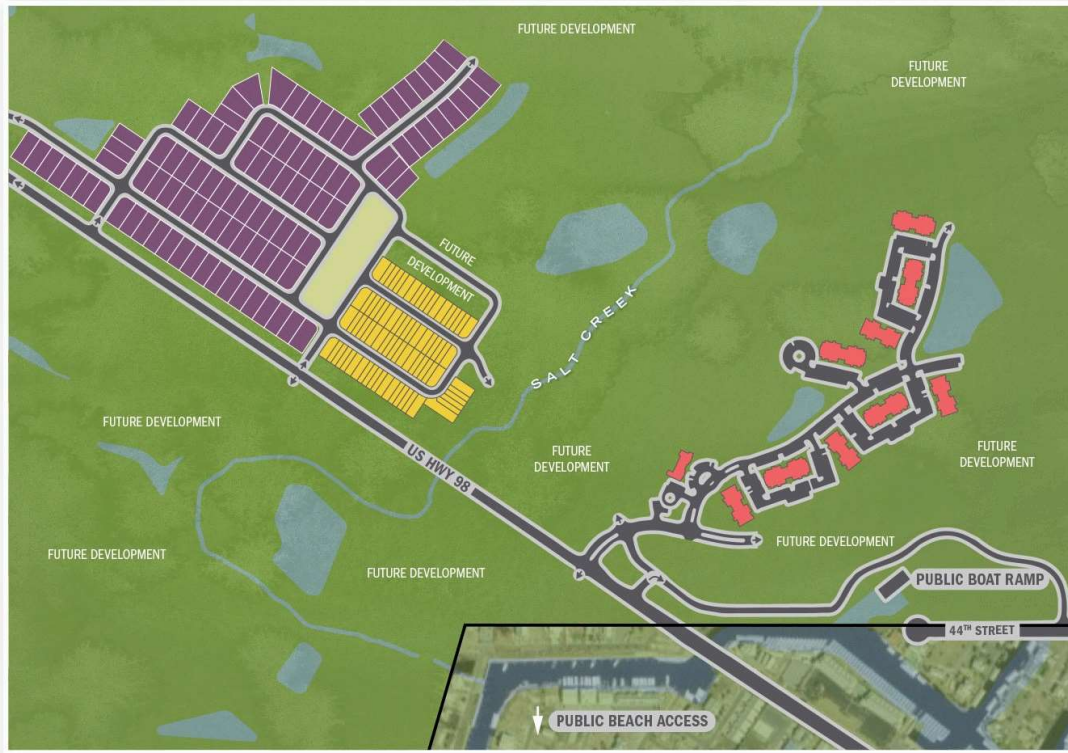 FUTURE DEVELOPMENT
FUTURE
DEVELOPMENT
FUTURE
DEVELOPMENT
SALT CREEK
FUTURE DEVELOPMENT
US HWY 98
FUTURE
DEVELOPMENT
FUTURE
DEVELOPMENT
FUTURE DEVELOPMENT
FUTURE DEVELOPMENT
FUTURE DEVELOPMENT
PUBLIC BOAT RAMP
44TH STREET
PUBLIC BEACH ACCESS